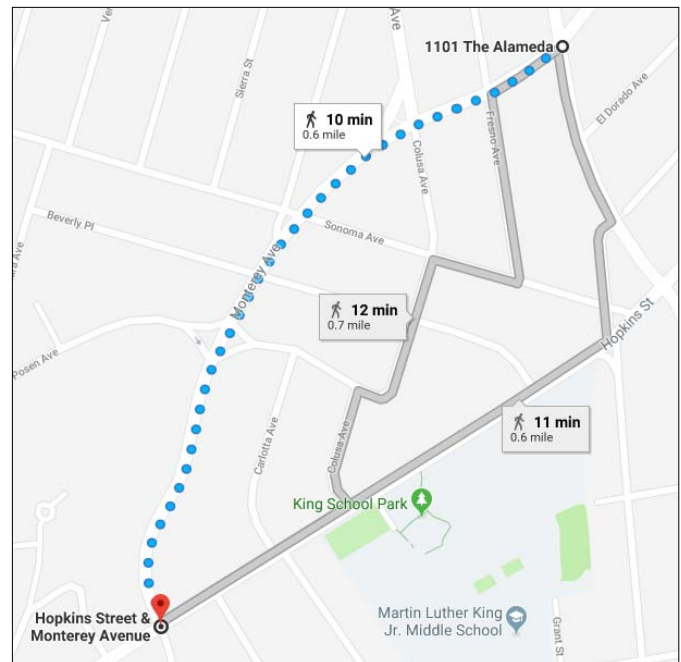 Ave
1101 The Alameda
Sierra St
El Dorado Ave
10 min
0.6 mile
Fresno Ave
Colusa Ave
Beverly Pl
Sonoma Ave
Monterey Ave
12 min
0.7 mile
Hopkins St
Posen Ave
11 min
0.6 mile
Carlotta Ave
Colusa Ave
King School Park
Hopkins Street &
Monterey Avenue
Martin Luther King
Jr. Middle School
Grant St